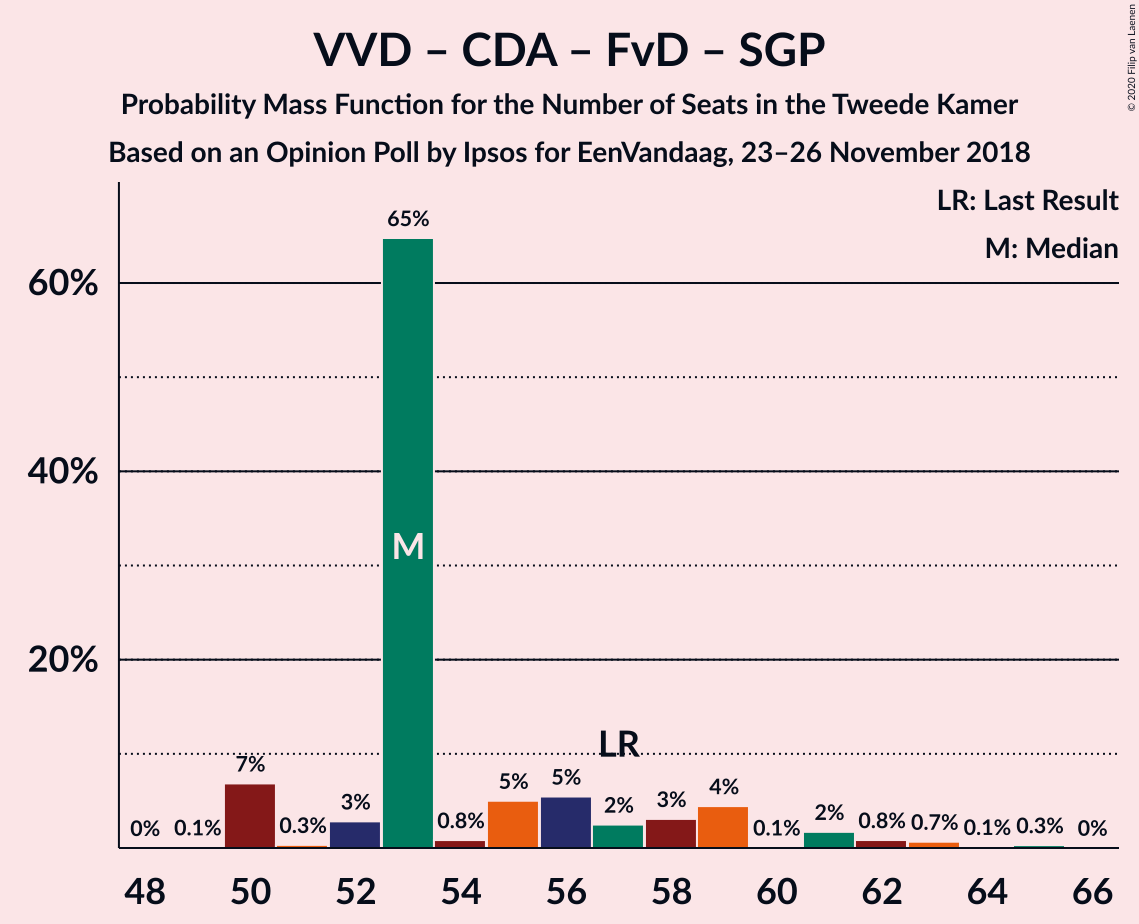 VVD – CDA – FvD – SGP
Probability Mass Function for the Number of Seats in the Tweede Kamer
Based on an Opinion Poll by Ipsos for EenVandaag, 23–26 November 2018
© 2020 Filip van Laenen
LR: Last Result
M: Median
60%
40%
20%
0%
0.1%
7%
0.3%
3%
65%
M
0.8%
5%
5%
LR
2%
3%
4%
0.1%
2%
0.8%
0.7%
0.1%
0.3%
0%
48 50 52 54 56 58 60 62 64 66